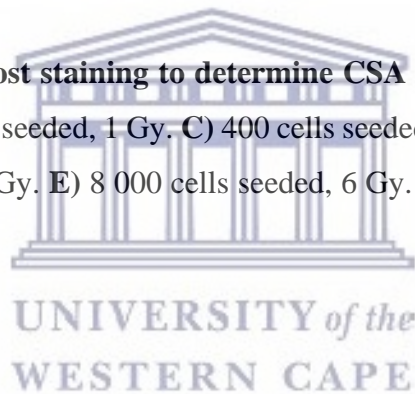 ost staining to determine CSA
seeded, 1 Gy. C) 400 cells seeded
Gy. E) 8 000 cells seeded, 6 Gy.
UNIVERSITY of the
WESTERN CAPE